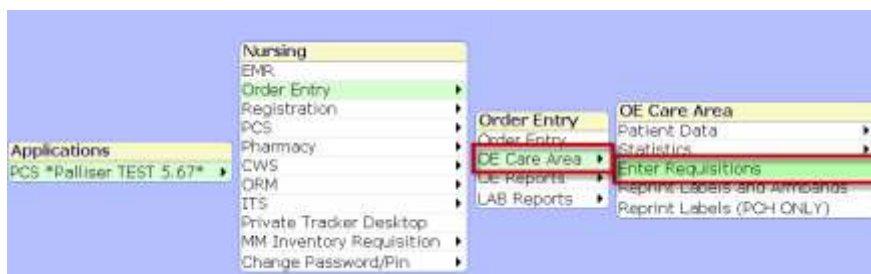 Applications
PCS *Palliser TEST 5.67*
Nursing
EMR
Order Entry
Registration
PCS
Pharmacy
CWS
ORM
ITS
Private Tracker Desktop
MM Inventory Requisition
Change Password/Pin
Order Entry
Order Entry
OE Care Area
OE Reports
LAB Reports
OE Care Area
Patient Data
Statistics
Enter Requisitions
Reprint Labels and Armbands
Reprint Labels (PCH ONLY)